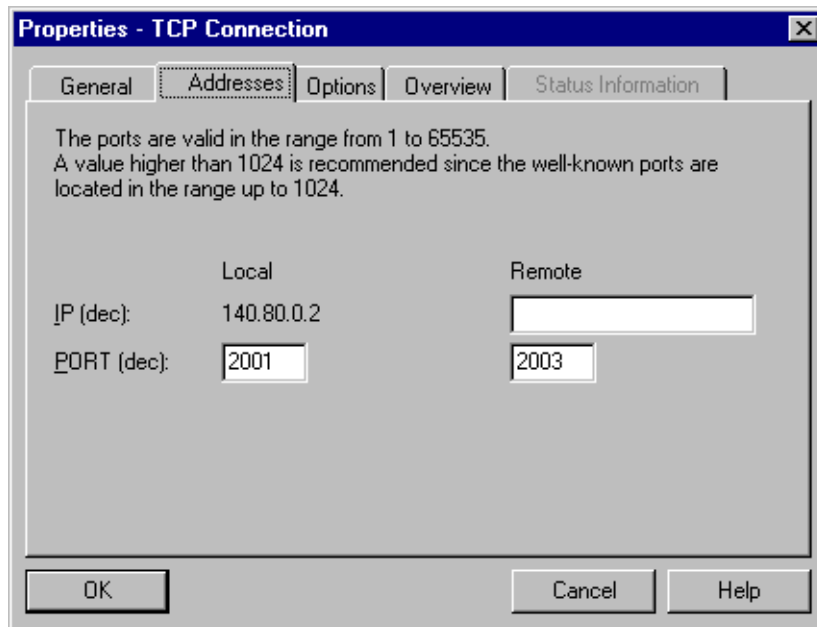 Properties - TCP Connection
General Addresses Options Overview Status Information
The ports are valid in the range from 1 to 65535.
A value higher than 1024 is recommended since the well-known ports are
located in the range up to 1024.
Local Remote
IP (dec): 140.80.0.2
PORT (dec): 2001 2003
OK Cancel Help